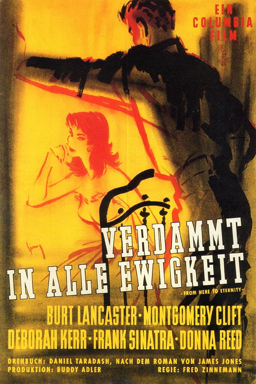 EIN
COLUMBIA
FILM
VERDAMMT
IN ALLE EWIGKEIT
-FROM HERE TO ETERNITY-
BURT LANCASTER · MONTGOMERY CLIFT
DEBORAH KERR · FRANK SINATRA · DONNA REED
DREHBUCH: DANIEL TARADASH, NACH DEM ROMAN VON JAMES JONES
PRODUKTION: BUDDY ADLER REGIE: FRED ZINNEMANN